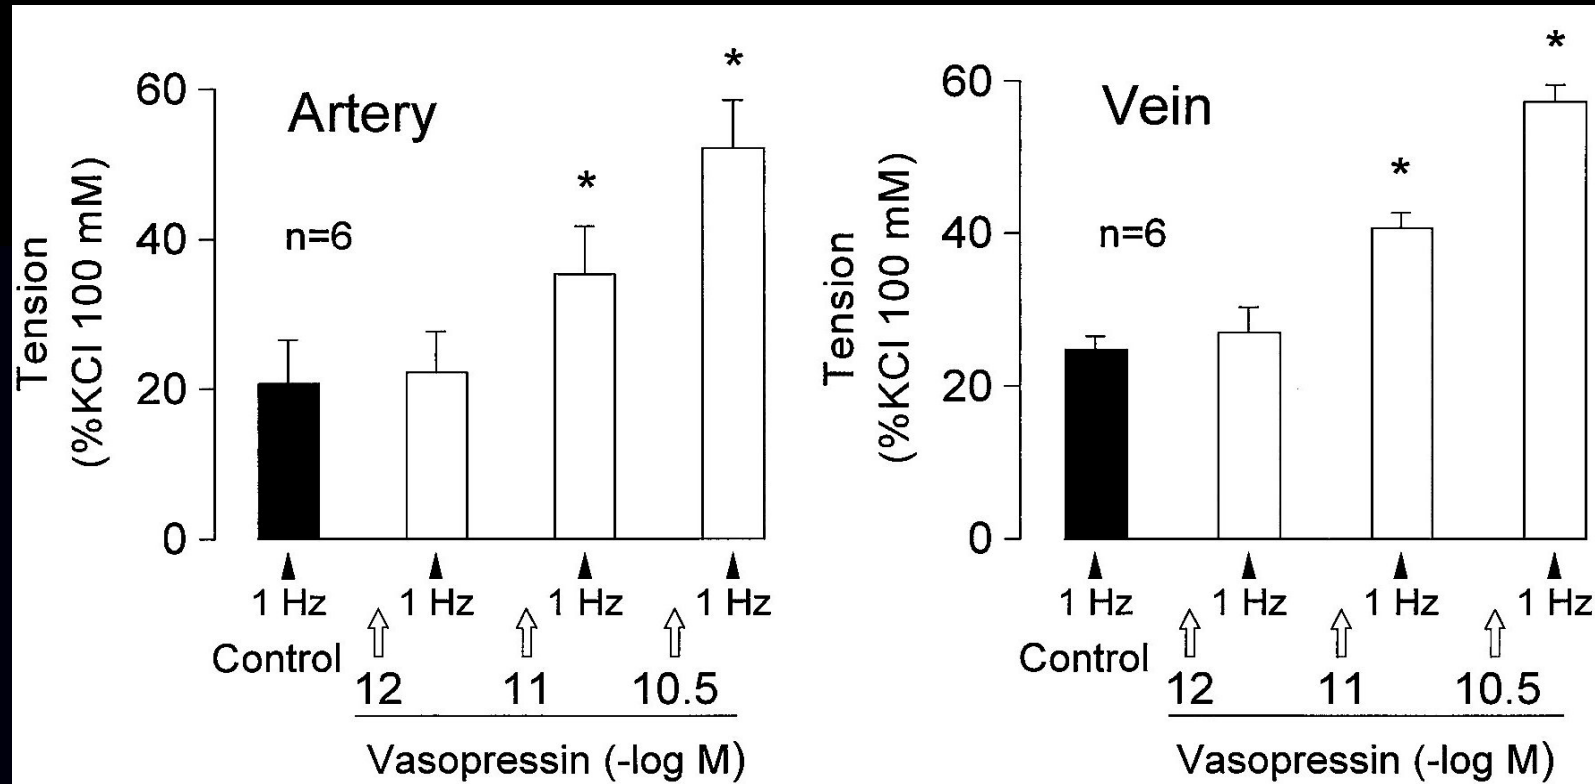 *
60
Artery
*
Tension
(%KCl 100 mM)
40
n=6
20
0
1 Hz 1 Hz 1 Hz 1 Hz
Control
12 11 10.5
Vasopressin (-log M)
*
60
Vein
*
Tension
(%KCl 100 mM)
40
n=6
20
0
1 Hz 1 Hz 1 Hz 1 Hz
Control
12 11 10.5
Vasopressin (-log M)